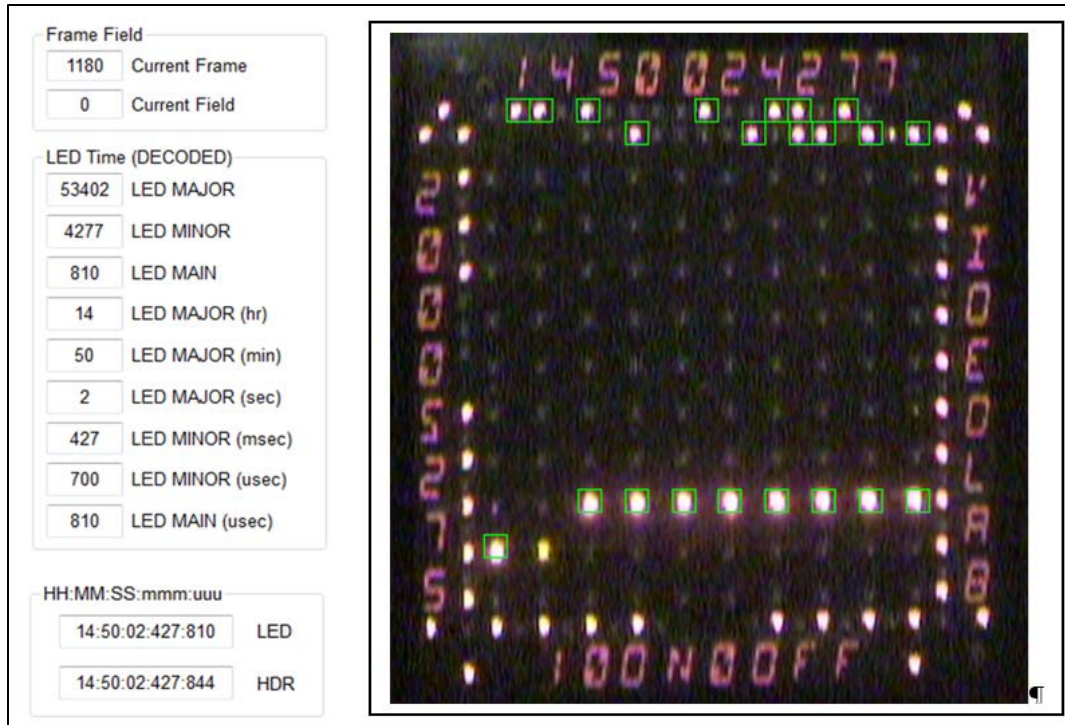 Frame Field
1180 Current Frame
0 Current Field
LED Time (DECODED)
53402 LED MAJOR
4277 LED MINOR
810 LED MAIN
14 LED MAJOR (hr)
50 LED MAJOR (min)
2 LED MAJOR (sec)
427 LED MINOR (msec)
700 LED MINOR (usec)
810 LED MAIN (usec)
HH:MM:SS:mmm:uuu
14:50:02:427:810 LED
14:50:02:427:844 HDR
1450024277
20005275
VIDEOLAB
100N00FF
¶